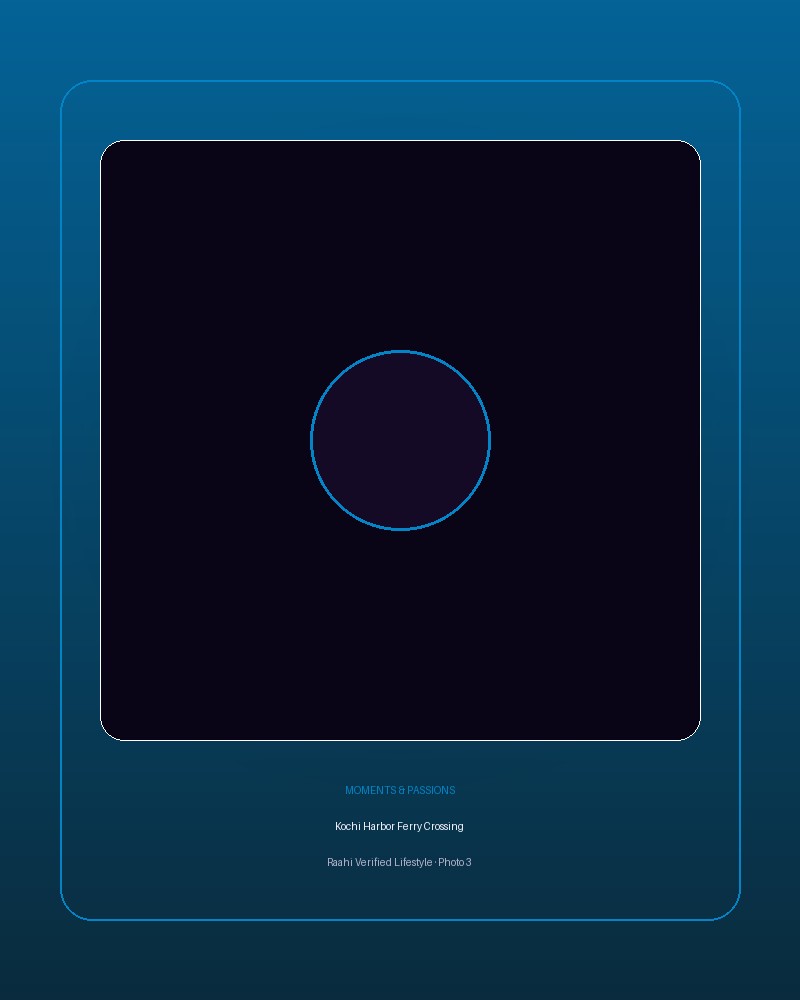 MOMENTS & PASSIONS
Kochi Harbor Ferry Crossing
Raahi Verified Lifestyle · Photo 3